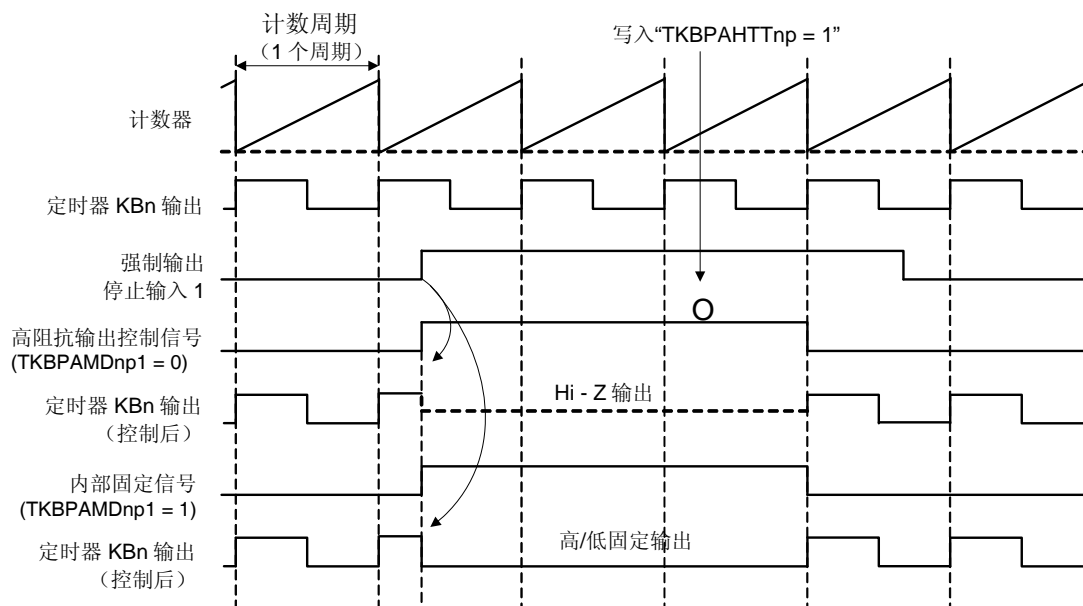 计数周期
（1 个周期）
写入“TKBPAHTTnp = 1”
计数器
定时器 KBn 输出
强制输出
停止输入 1
高阻抗输出控制信号
(TKBPAMDnp1 = 0)
定时器 KBn 输出
（控制后）
Hi - Z 输出
内部固定信号
(TKBPAMDnp1 = 1)
定时器 KBn 输出
（控制后）
高/低固定输出